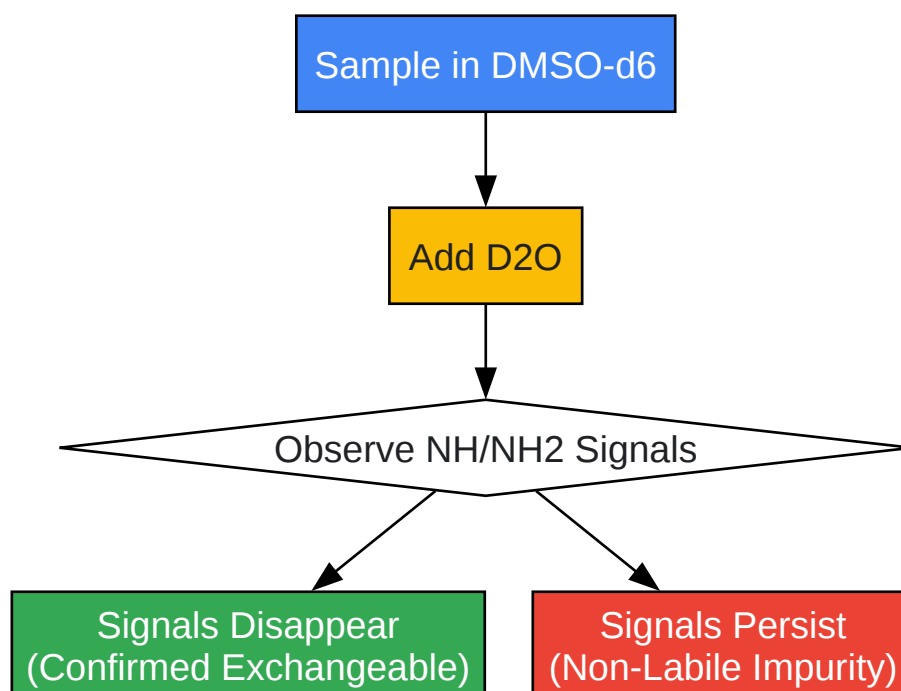 Sample in DMSO-d6
Add D2O
Observe NH/NH2 Signals
Signals Disappear
(Confirmed Exchangeable)
Signals Persist
(Non-Labile Impurity)